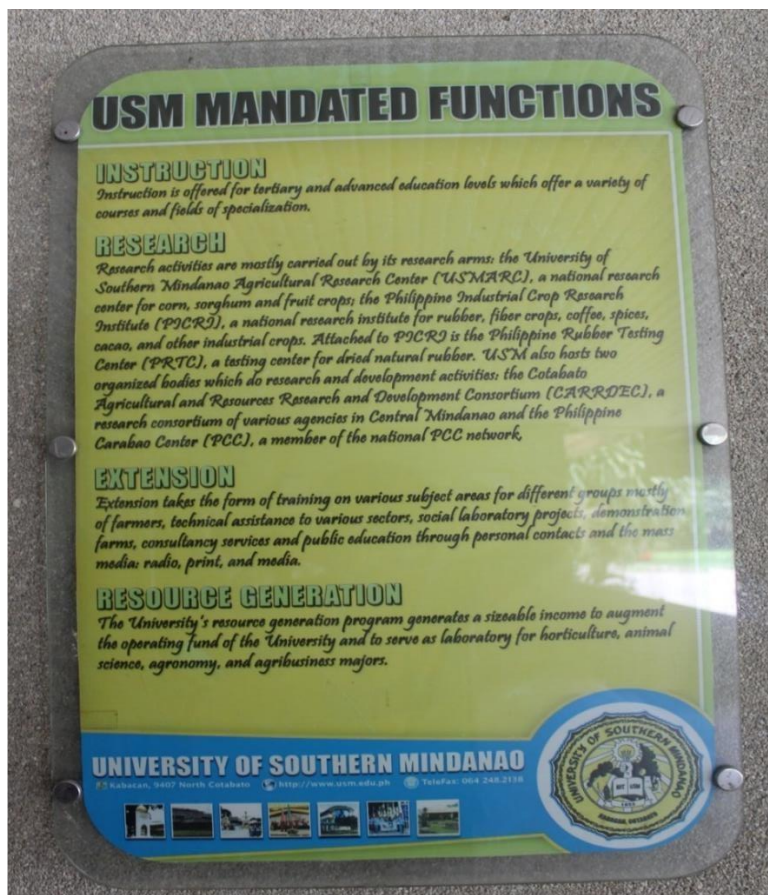 USM MANDATED FUNCTIONS
INSTRUCTION
Instruction is offered for tertiary and advanced education levels which offer a variety of
courses and fields of specialization.
RESEARCH
Research activities are mostly carried out by its research arms: the University of
Southern Mindanao Agricultural Research Center (USMARC), a national research
center for corn, sorghum and fruit crops; the Philippine Industrial Crop Research
Institute (PICRI), a national research institute for rubber, fiber crops, coffee, spices,
cacao, and other industrial crops. Attached to PICRI is the Philippine Rubber Testing
Center (PRTC), a testing center for dried natural rubber. USM also hosts two
organized bodies which do research and development activities: the Cotabato
Agricultural and Resources Research and Development Consortium (CARRDEC), a
research consortium of various agencies in Central Mindanao and the Philippine
Carabao Center (PCC), a member of the national PCC network.
EXTENSION
Extension takes the form of training on various subject areas for different groups mostly
of farmers, technical assistance to various sectors, social laboratory projects, demonstration
farms, consultancy services and public education through personal contacts and the mass
media: radio, print, and media.
RESOURCE GENERATION
The University's resource generation program generates a sizeable income to augment
the operating fund of the University and to serve as laboratory for horticulture, animal
science, agronomy, and agribusiness majors.
UNIVERSITY OF SOUTHERN MINDANAO
Kabacan, 9407 North Cotabato http://www.usm.edu.ph TeleFax: 064 248.2138
UNIVERSITY OF SOUTHERN MINDANAO
KABACAN, COTABATO